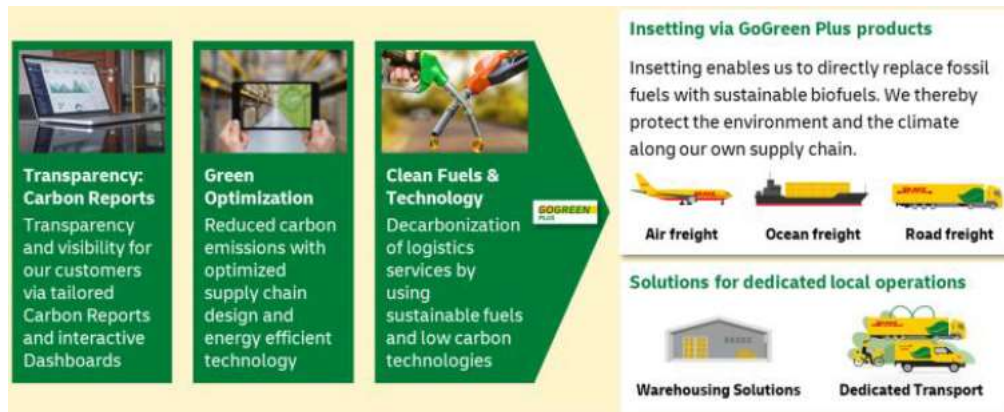 Transparency:
Carbon Reports
Transparency
and visibility for
our customers
via tailored
Carbon Reports
and interactive
Dashboards
Green
Optimization
Reduced carbon
emissions with
optimized
supply chain
design and
energy efficient
technology
Clean Fuels &
Technology
Decarbonization
of logistics
services by
using
sustainable fuels
and low carbon
technologies
GOGREEN
PLUS
Insetting via GoGreen Plus products
Insetting enables us to directly replace fossil
fuels with sustainable biofuels. We thereby
protect the environment and the climate
along our own supply chain.
DHL
Air freight
Ocean freight
Road freight
Solutions for dedicated local operations
DHL
Warehousing Solutions
Dedicated Transport